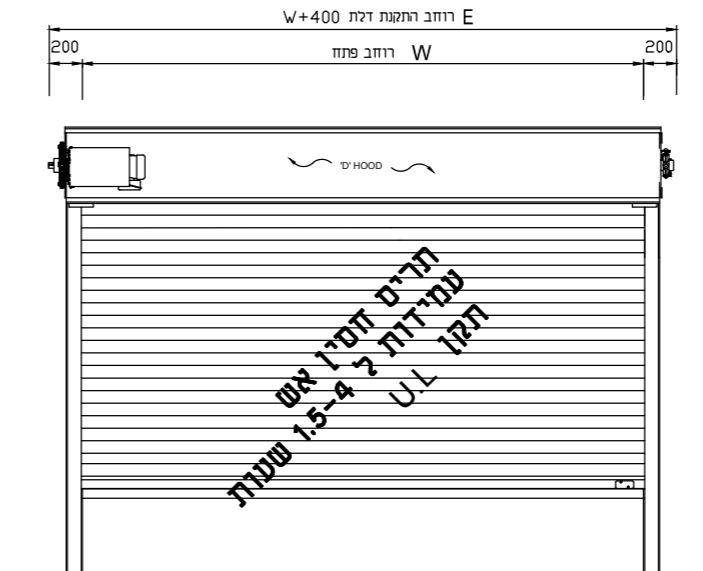 E רוחב התקנת דלת W+400
200
W רוחב פתח
200
'D' HOOD
תריס חסין אש
עמידות ל 1.5-4 שעות
תקן U.L